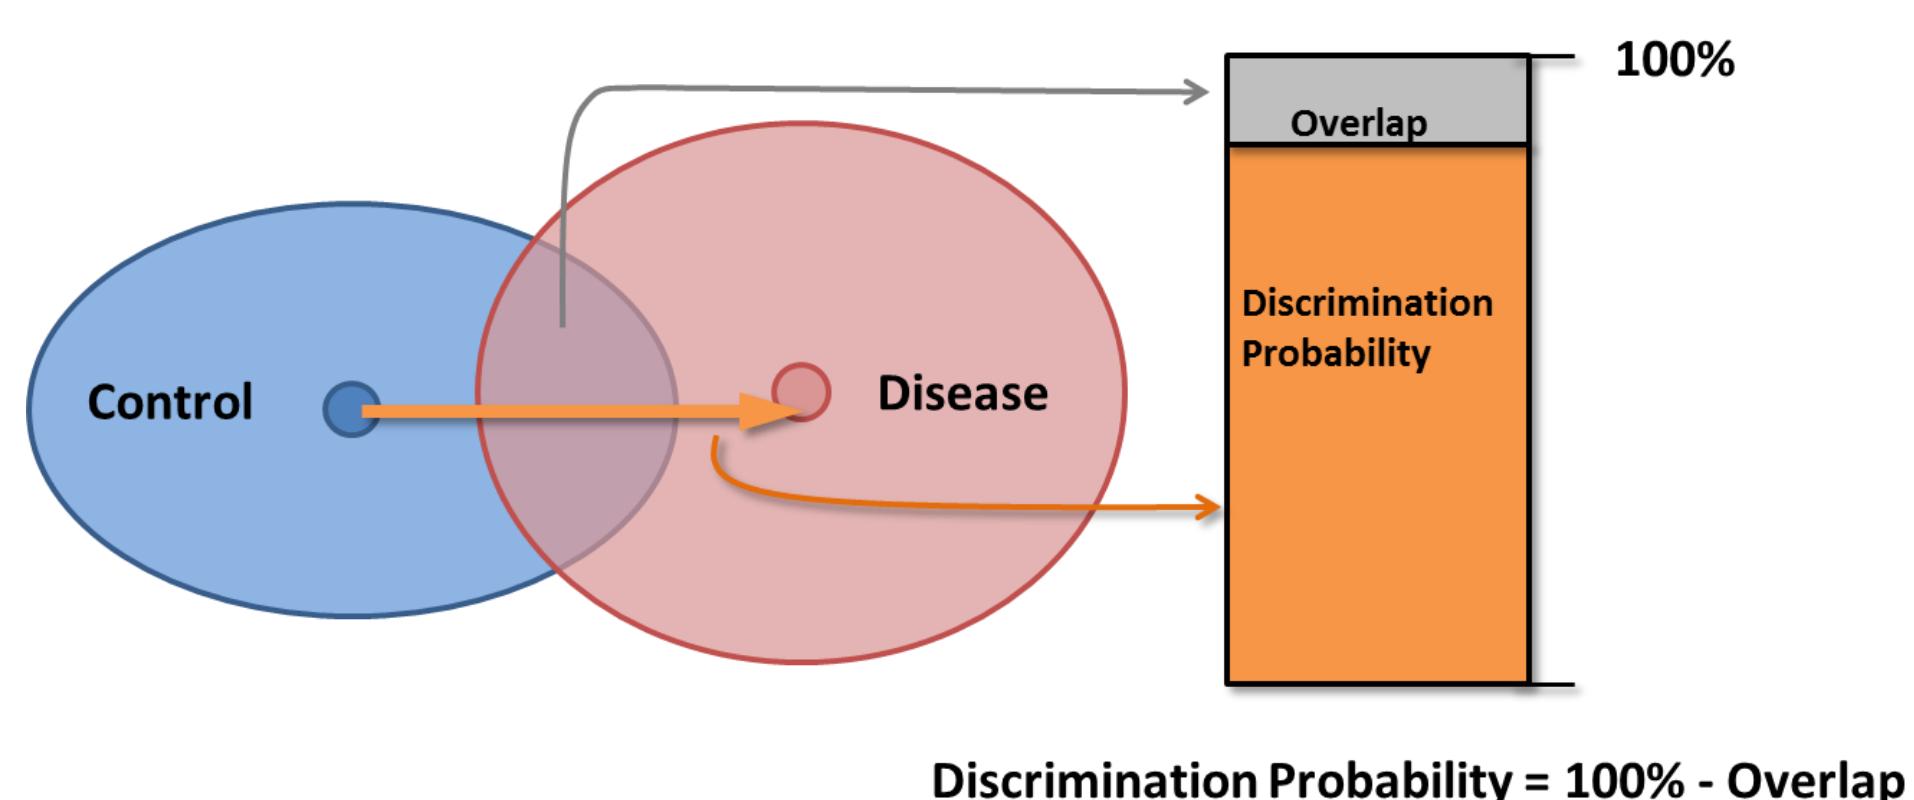 100%
Overlap
Discrimination
Probability
Control
Disease
Discrimination Probability = 100% - Overlap